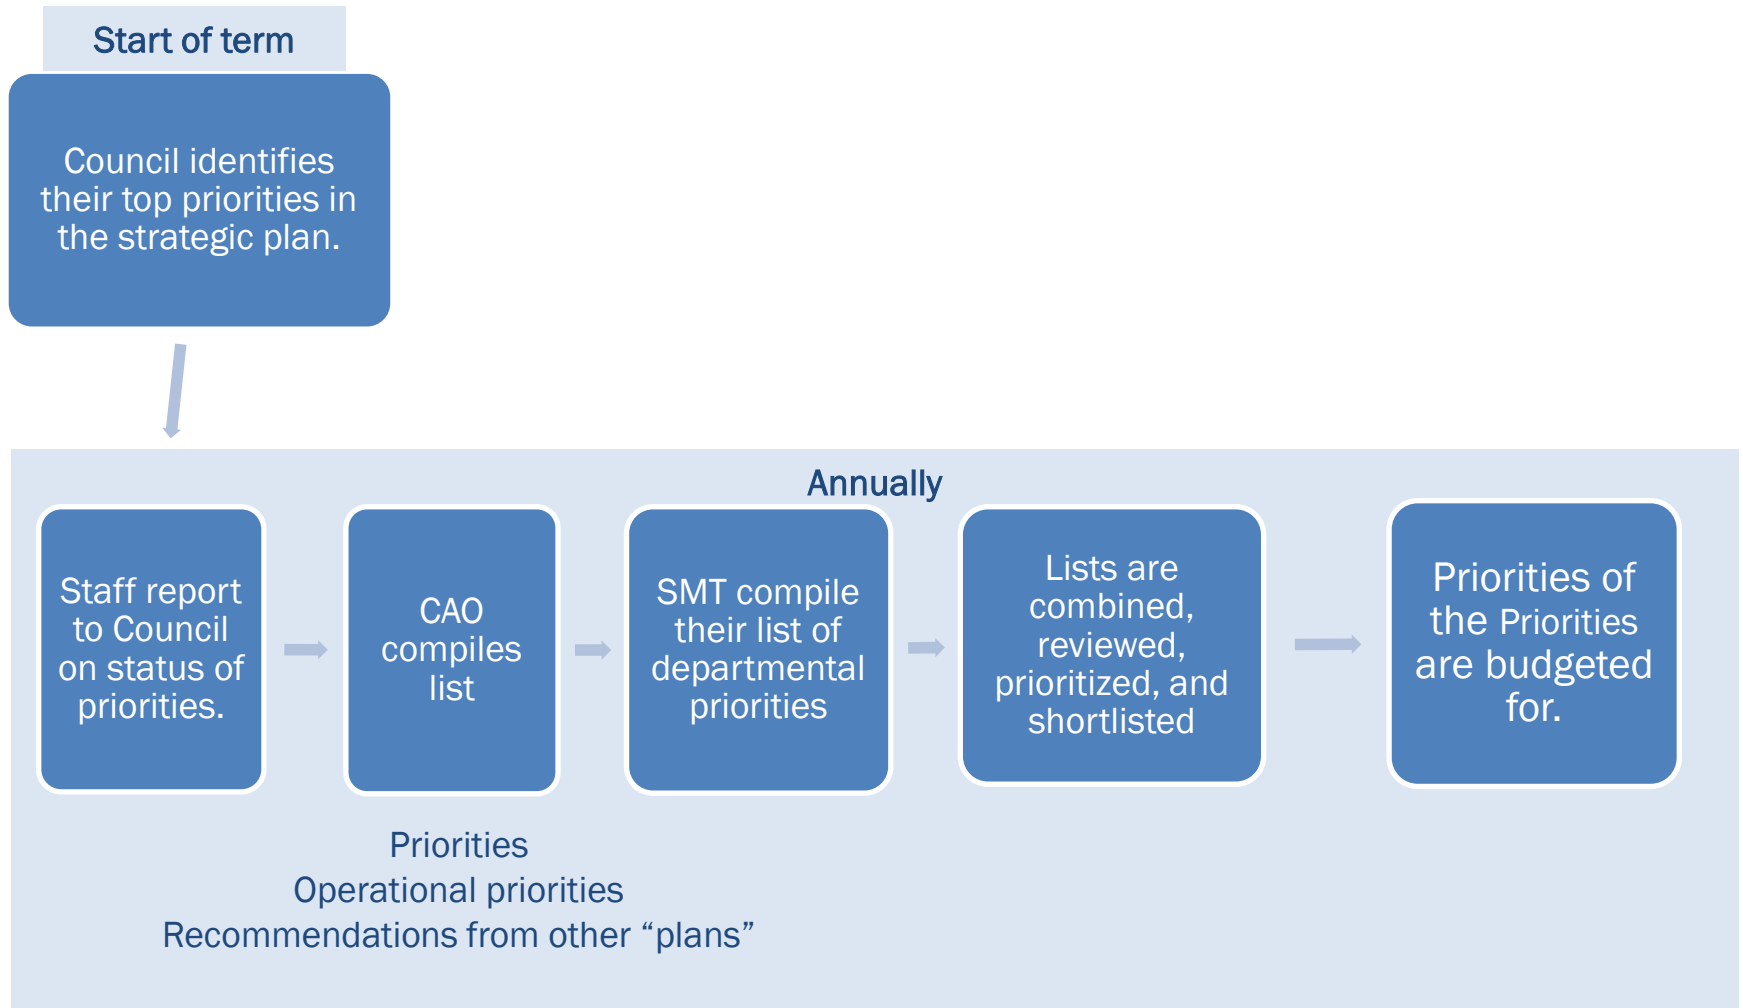 Start of term
Council identifies
their top priorities in
the strategic plan.
Annually
Staff report
to Council
on status of
priorities.
CAO
compiles
list
SMT compile
their list of
departmental
priorities
Lists are
combined,
reviewed,
prioritized, and
shortlisted
Priorities of
the Priorities
are budgeted
for.
Priorities
Operational priorities
Recommendations from other “plans”